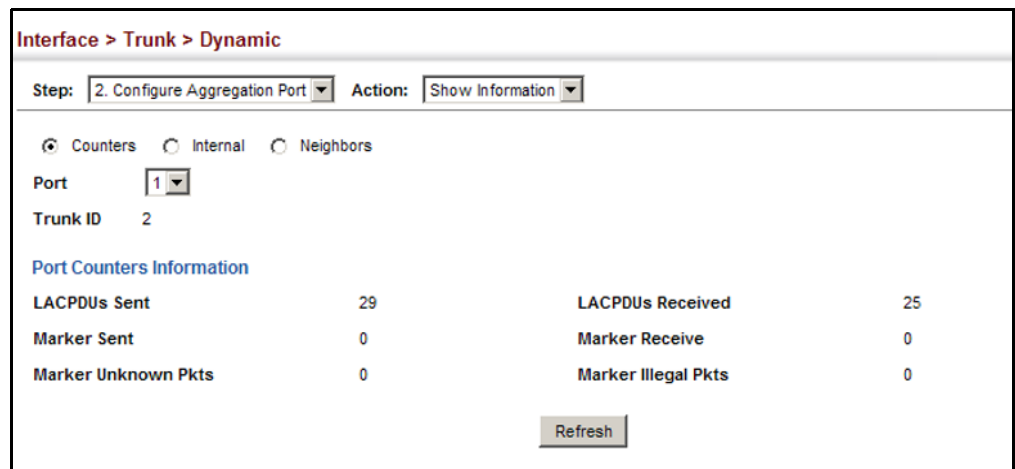 Interface > Trunk > Dynamic
Step: 2. Configure Aggregation Port Action: Show Information
Counters Internal Neighbors
Port 1
Trunk ID 2
Port Counters Information
LACPDUs Sent 29 LACPDUs Received 25
Marker Sent 0 Marker Receive 0
Marker Unknown Pkts 0 Marker Illegal Pkts 0
Refresh